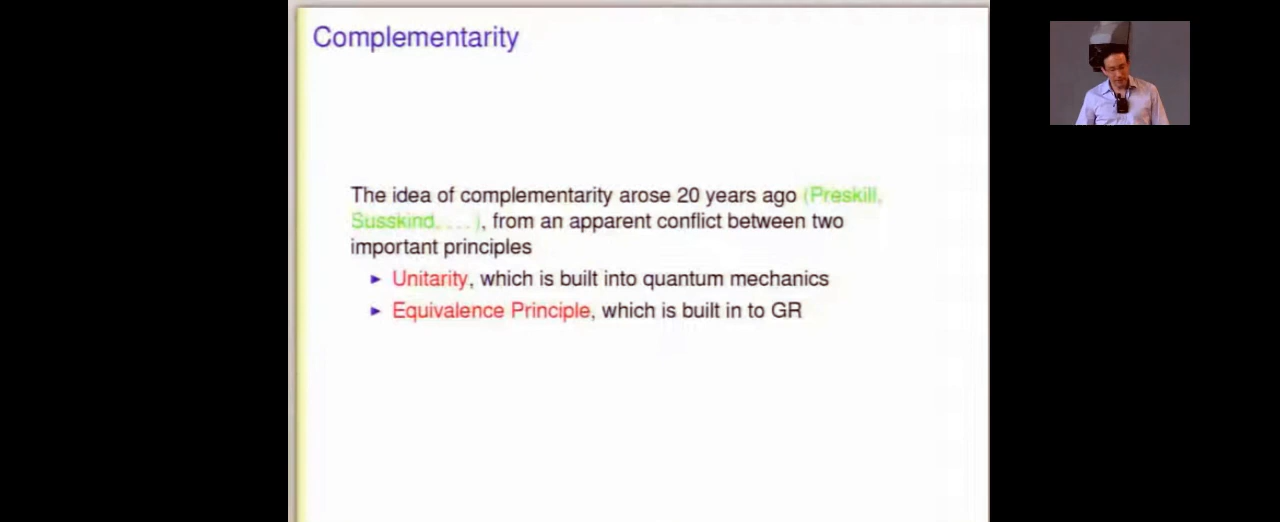 Complementarity
The idea of complementarity arose 20 years ago (Preskill,
Susskind, ...), from an apparent conflict between two
important principles
► Unitarity, which is built into quantum mechanics
► Equivalence Principle, which is built in to GR